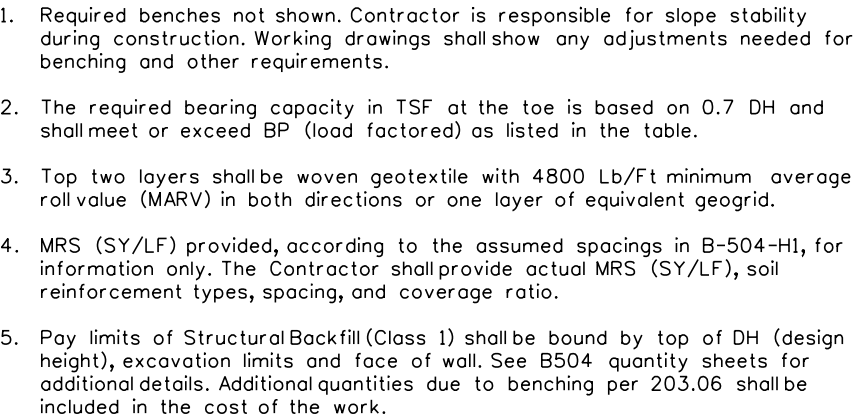 1. Required benches not shown. Contractor is responsible for slope stability
during construction. Working drawings shall show any adjustments needed for
benching and other requirements.
2. The required bearing capacity in TSF at the toe is based on 0.7 DH and
shall meet or exceed BP (load factored) as listed in the table.
3. Top two layers shall be woven geotextile with 4800 Lb/Ft minimum average
roll value (MARV) in both directions or one layer of equivalent geogrid.
4. MRS (SY/LF) provided, according to the assumed spacings in B-504-H1, for
information only. The Contractor shall provide actual MRS (SY/LF), soil
reinforcement types, spacing, and coverage ratio.
5. Pay limits of Structural Backfill (Class 1) shall be bound by top of DH (design
height), excavation limits and face of wall. See B504 quantity sheets for
additional details. Additional quantities due to benching per 203.06 shall be
included in the cost of the work.